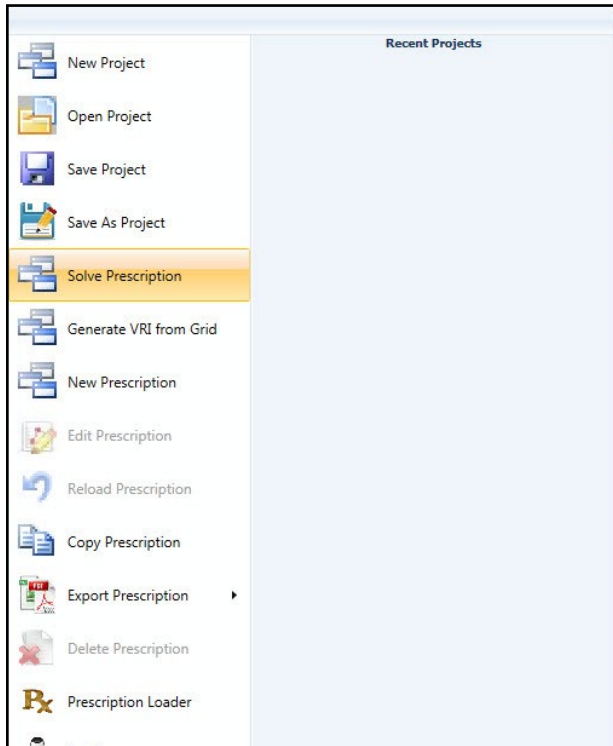 Recent Projects
New Project
Open Project
Save Project
Save As Project
Solve Prescription
Generate VRI from Grid
New Prescription
Edit Prescription
Reload Prescription
Copy Prescription
Export Prescription
Delete Prescription
Prescription Loader